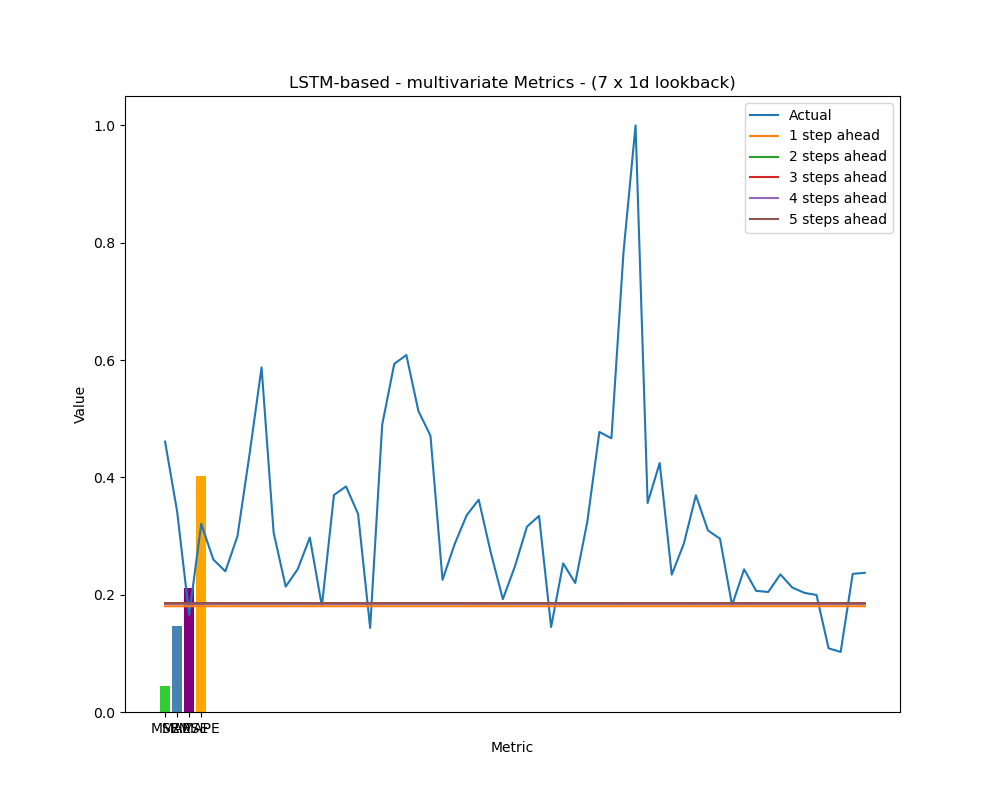 LSTM-based - multivariate Metrics - (7 x 1d lookback)
Actual
1 step ahead
2 steps ahead
3 steps ahead
4 steps ahead
5 steps ahead
1.0
0.8
0.6
0.4
0.2
0.0
Value
Metric